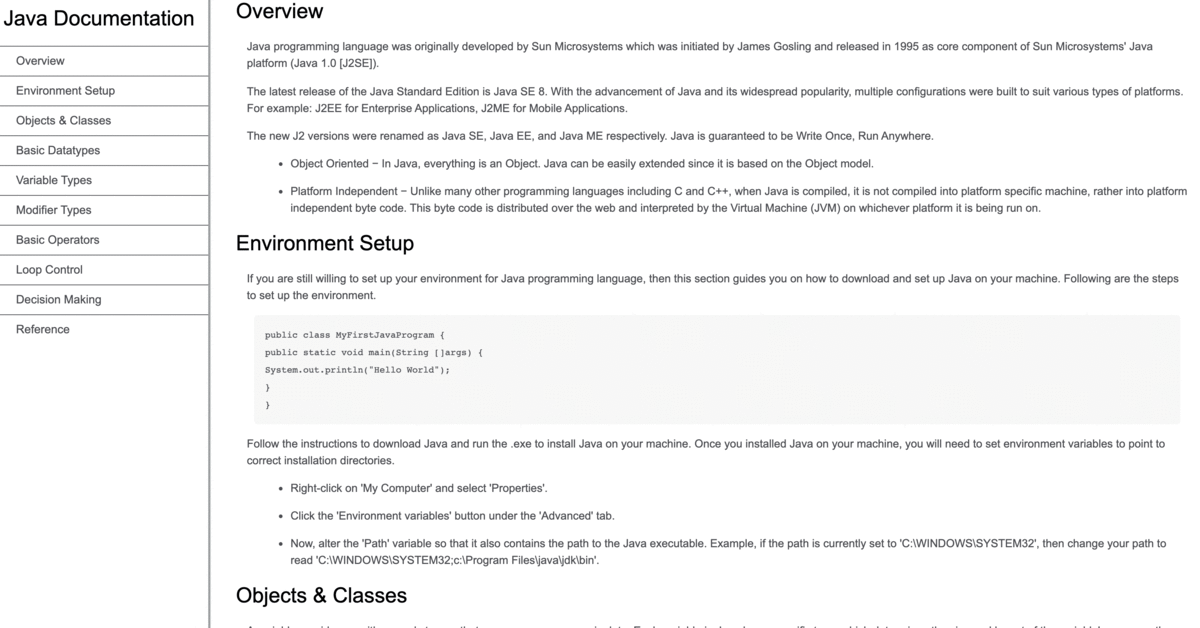 Java Documentation
Overview
Environment Setup
Objects & Classes
Basic Datatypes
Variable Types
Modifier Types
Basic Operators
Loop Control
Decision Making
Reference
Overview
Java programming language was originally developed by Sun Microsystems which was initiated by James Gosling and released in 1995 as core component of Sun Microsystems' Java
platform (Java 1.0 [J2SE]).
The latest release of the Java Standard Edition is Java SE 8. With the advancement of Java and its widespread popularity, multiple configurations were built to suit various types of platforms.
For example: J2EE for Enterprise Applications, J2ME for Mobile Applications.
The new J2 versions were renamed as Java SE, Java EE, and Java ME respectively. Java is guaranteed to be Write Once, Run Anywhere.
• Object Oriented − In Java, everything is an Object. Java can be easily extended since it is based on the Object model.
• Platform Independent − Unlike many other programming languages including C and C++, when Java is compiled, it is not compiled into platform specific machine, rather into platform
independent byte code. This byte code is distributed over the web and interpreted by the Virtual Machine (JVM) on whichever platform it is being run on.
Environment Setup
If you are still willing to set up your environment for Java programming language, then this section guides you on how to download and set up Java on your machine. Following are the steps
to set up the environment.
public class MyFirstJavaProgram {
public static void main(String []args) {
System.out.println("Hello World");
}
}
Follow the instructions to download Java and run the .exe to install Java on your machine. Once you installed Java on your machine, you will need to set environment variables to point to
correct installation directories.
• Right-click on 'My Computer' and select 'Properties'.
• Click the 'Environment variables' button under the 'Advanced' tab.
• Now, alter the 'Path' variable so that it also contains the path to the Java executable. Example, if the path is currently set to 'C:\WINDOWS\SYSTEM32', then change your path to
read 'C:\WINDOWS\SYSTEM32;c:\Program Files\java\jdk\bin'.
Objects & Classes